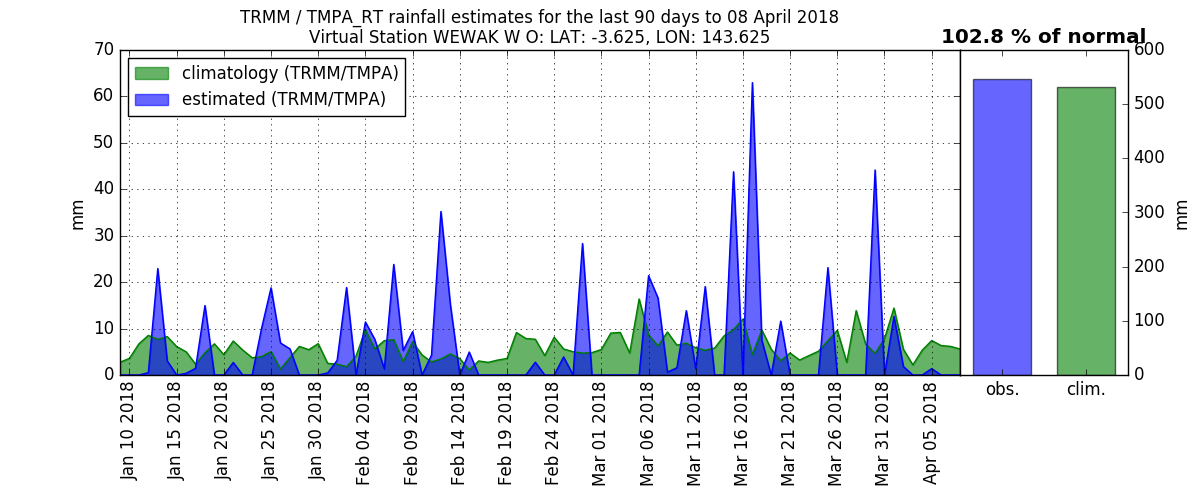 TRMM / TMPA_RT rainfall estimates for the last 90 days to 08 April 2018
Virtual Station WEWAK W O: LAT: -3.625, LON: 143.625
102.8 % of normal
climatology (TRMM/TMPA)
estimated (TRMM/TMPA)
70
60
50
40
30
20
10
0
mm
Jan 10 2018
Jan 15 2018
Jan 20 2018
Jan 25 2018
Jan 30 2018
Feb 04 2018
Feb 09 2018
Feb 14 2018
Feb 19 2018
Feb 24 2018
Mar 01 2018
Mar 06 2018
Mar 11 2018
Mar 16 2018
Mar 21 2018
Mar 26 2018
Mar 31 2018
Apr 05 2018
obs.
clim.
600
500
400
300
200
100
0
mm